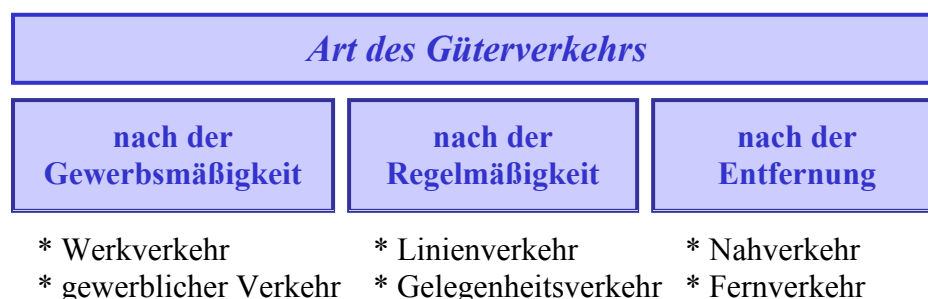 Art des Güterverkehrs
nach der
Gewerbsmäßigkeit
nach der
Regelmäßigkeit
nach der
Entfernung
* Werkverkehr
* gewerblicher Verkehr
* Linienverkehr
* Gelegenheitsverkehr
* Nahverkehr
* Fernverkehr